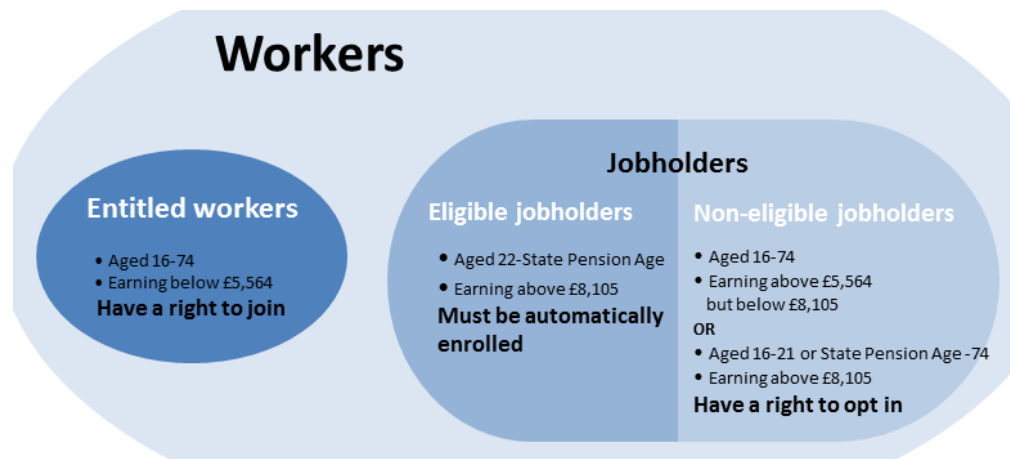 Workers
Entitled workers
• Aged 16-74
• Earning below £5,564
Have a right to join
Jobholders
Eligible jobholders
• Aged 22-State Pension Age
• Earning above £8,105
Must be automatically
enrolled
Non-eligible jobholders
• Aged 16-74
• Earning above £5,564
but below £8,105
OR
• Aged 16-21 or State Pension Age -74
• Earning above £8,105
Have a right to opt in